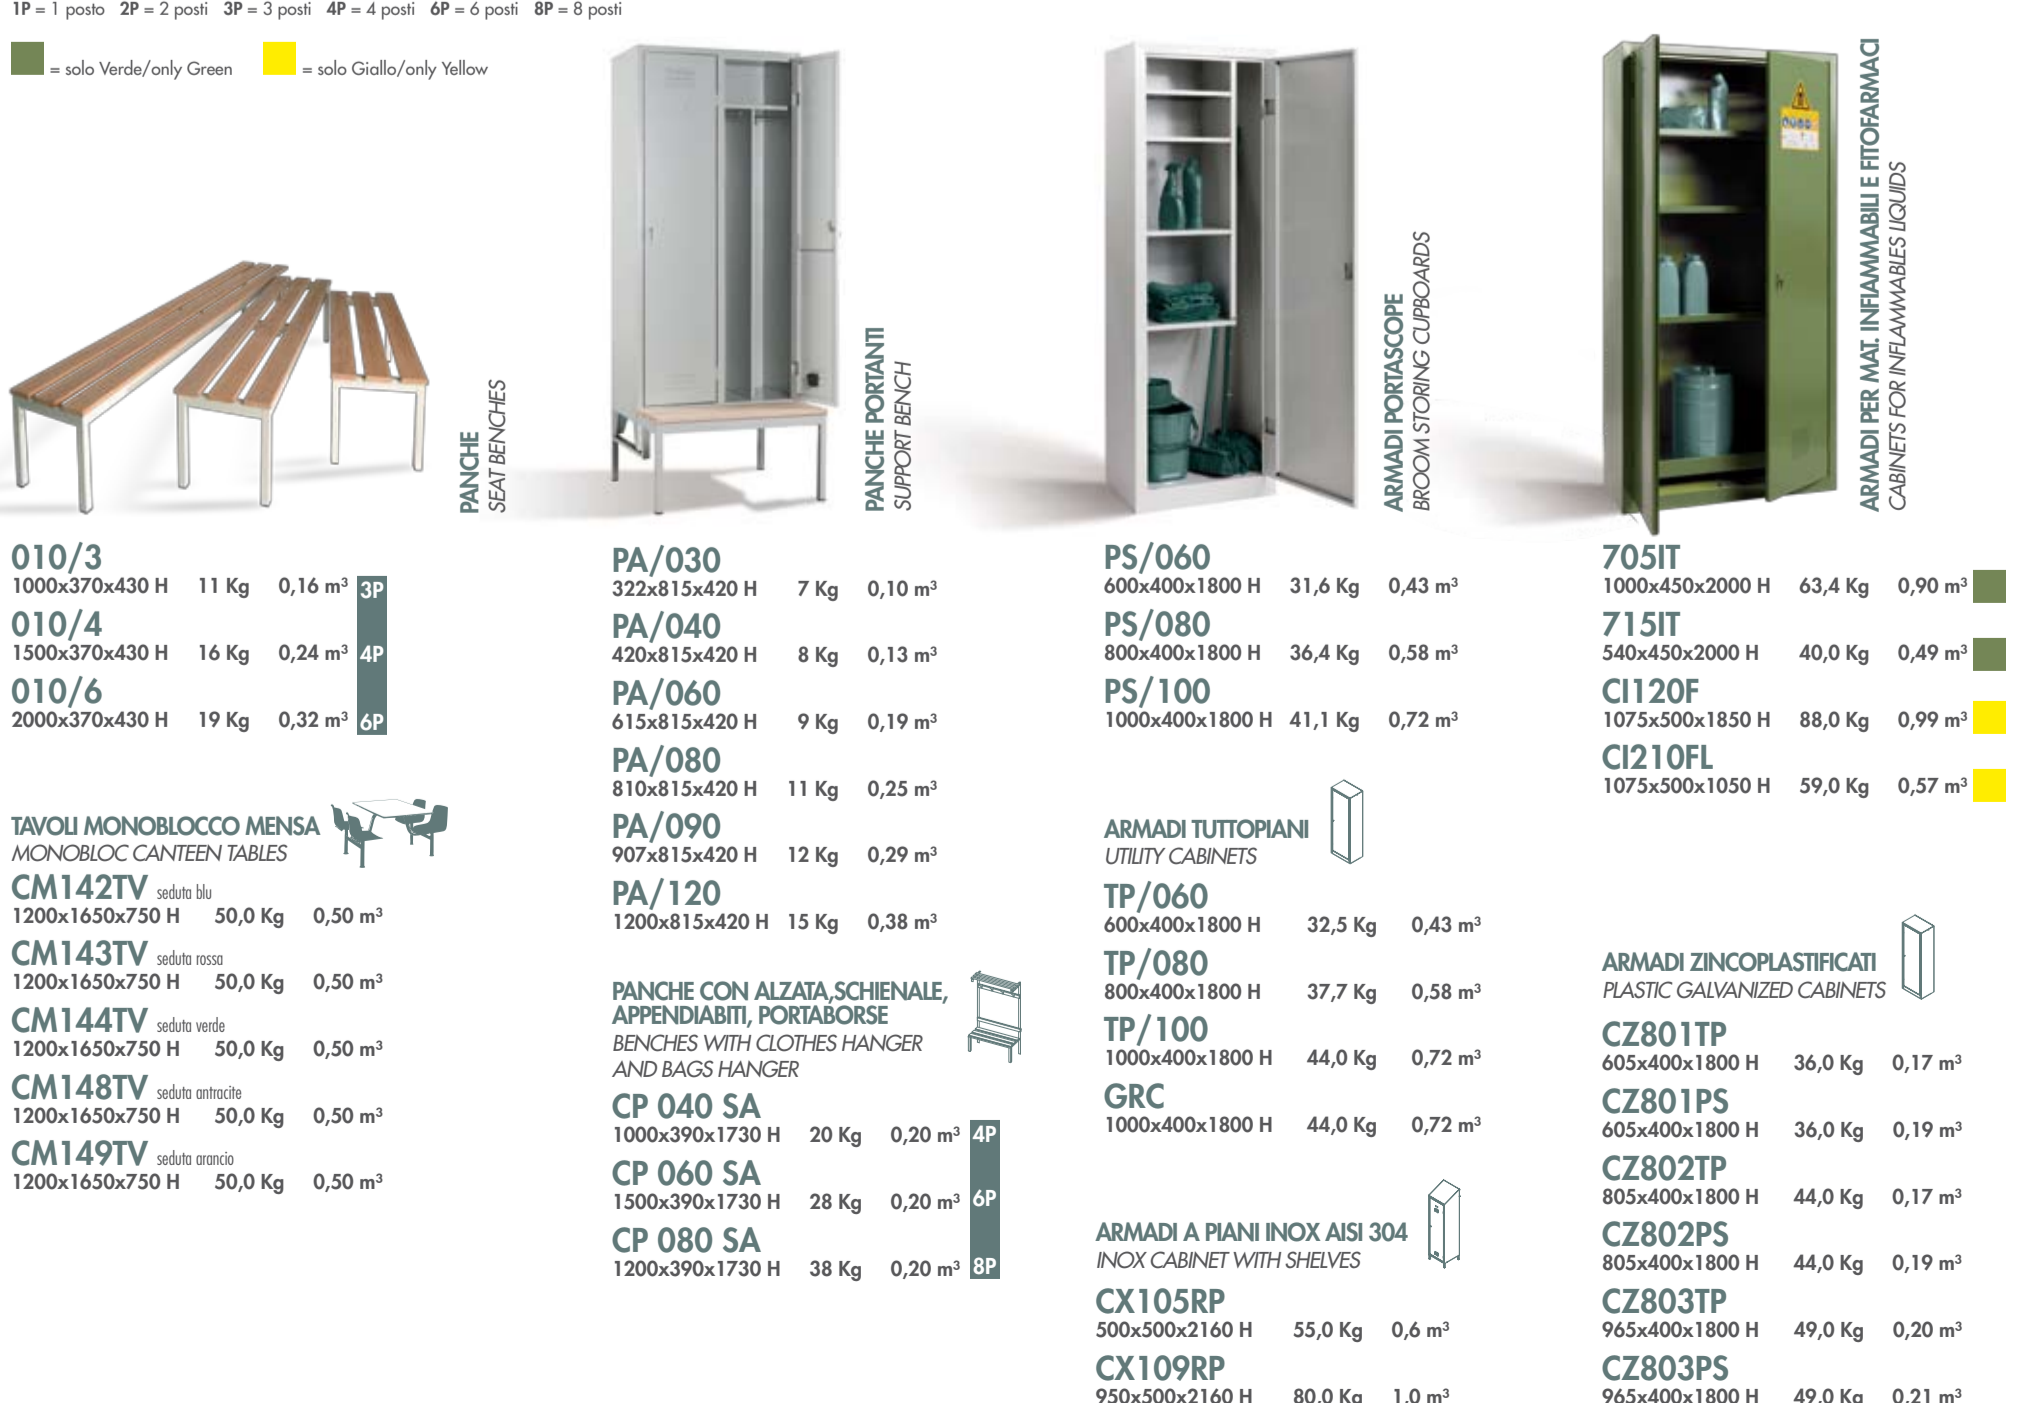 1P = 1 posto 2P = 2 posti 3P = 3 posti 4P = 4 posti 6P = 6 posti 8P = 8 posti
= solo Verde/only Green = solo Giallo/only Yellow
PANCHE
SEAT BENCHES
010/3
1000x370x430 H 11 Kg 0,16 m³ 3P
010/4
1500x370x430 H 16 Kg 0,24 m³ 4P
010/6
2000x370x430 H 19 Kg 0,32 m³ 6P
TAVOLI MONOBLOCCO MENSA
MONOBLOC CANTEEN TABLES
CM142TV seduta blu
1200x1650x750 H 50,0 Kg 0,50 m³
CM143TV seduta rossa
1200x1650x750 H 50,0 Kg 0,50 m³
CM144TV seduta verde
1200x1650x750 H 50,0 Kg 0,50 m³
CM148TV seduta antracite
1200x1650x750 H 50,0 Kg 0,50 m³
CM149TV seduta arancio
1200x1650x750 H 50,0 Kg 0,50 m³
PANCHE PORTANTI
SUPPORT BENCH
PA/030
322x815x420 H 7 Kg 0,10 m³
PA/040
420x815x420 H 8 Kg 0,13 m³
PA/060
615x815x420 H 9 Kg 0,19 m³
PA/080
810x815x420 H 11 Kg 0,25 m³
PA/090
907x815x420 H 12 Kg 0,29 m³
PA/120
1200x815x420 H 15 Kg 0,38 m³
PANCHE CON ALZATA,SCHIENALE,
APPENDIABITI, PORTABORSE
BENCHES WITH CLOTHES HANGER
AND BAGS HANGER
CP 040 SA
1000x390x1730 H 20 Kg 0,20 m³ 4P
CP 060 SA
1500x390x1730 H 28 Kg 0,20 m³ 6P
CP 080 SA
1200x390x1730 H 38 Kg 0,20 m³ 8P
ARMADI PORTASCOPE
BROOM STORING CUPBOARDS
PS/060
600x400x1800 H 31,6 Kg 0,43 m³
PS/080
800x400x1800 H 36,4 Kg 0,58 m³
PS/100
1000x400x1800 H 41,1 Kg 0,72 m³
ARMADI TUTTOPIANI
UTILITY CABINETS
TP/060
600x400x1800 H 32,5 Kg 0,43 m³
TP/080
800x400x1800 H 37,7 Kg 0,58 m³
TP/100
1000x400x1800 H 44,0 Kg 0,72 m³
GRC
1000x400x1800 H 44,0 Kg 0,72 m³
ARMADI A PIANI INOX AISI 304
INOX CABINET WITH SHELVES
CX105RP
500x500x2160 H 55,0 Kg 0,6 m³
CX109RP
950x500x2160 H 80,0 Kg 1,0 m³
ARMADI PER MAT. INFIAMMABILI E FITOFARMACI
CABINETS FOR INFLAMMABLES LIQUIDS
705IT
1000x450x2000 H 63,4 Kg 0,90 m³
715IT
540x450x2000 H 40,0 Kg 0,49 m³
CI120F
1075x500x1850 H 88,0 Kg 0,99 m³
CI210FL
1075x500x1050 H 59,0 Kg 0,57 m³
ARMADI ZINCOPLASTIFICATI
PLASTIC GALVANIZED CABINETS
CZ801TP
605x400x1800 H 36,0 Kg 0,17 m³
CZ801PS
605x400x1800 H 36,0 Kg 0,19 m³
CZ802TP
805x400x1800 H 44,0 Kg 0,17 m³
CZ802PS
805x400x1800 H 44,0 Kg 0,19 m³
CZ803TP
965x400x1800 H 49,0 Kg 0,20 m³
CZ803PS
965x400x1800 H 49,0 Kg 0,21 m³